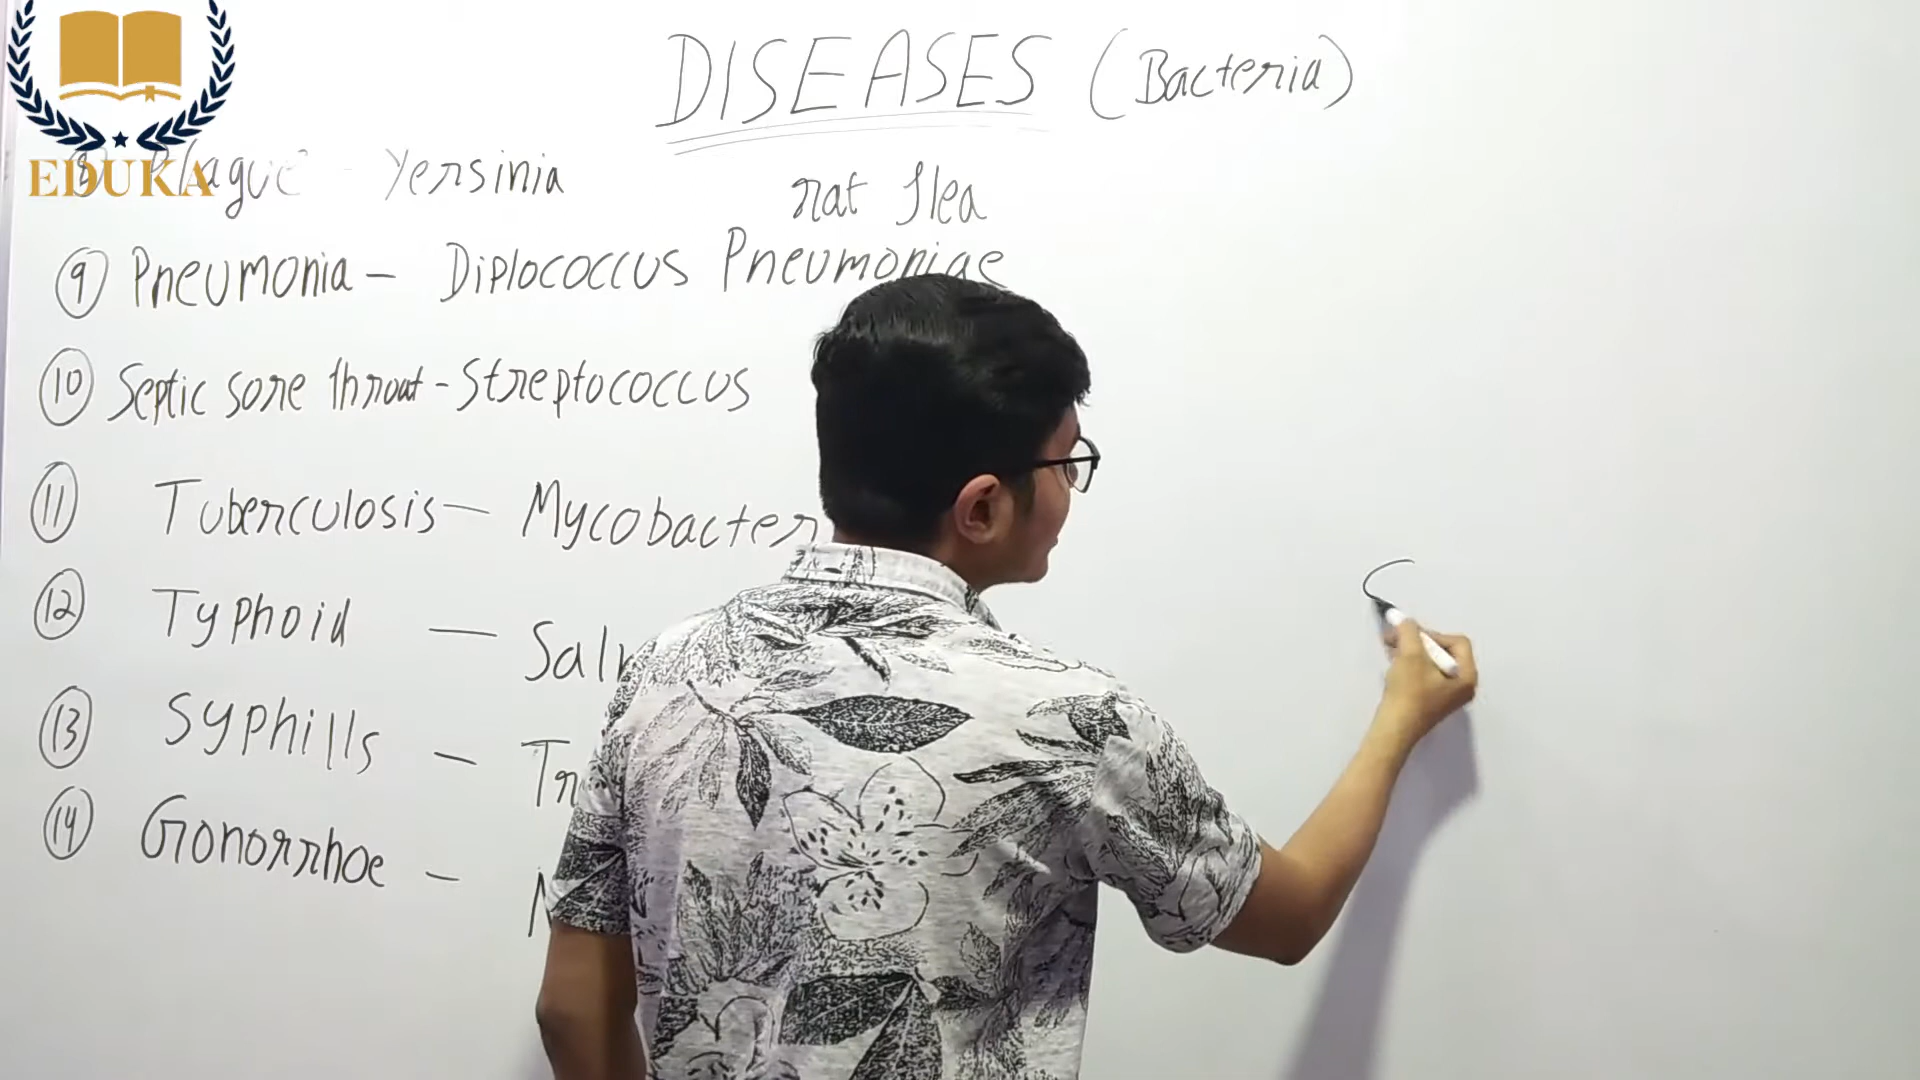 EDUKA
DISEASES (Bacteria)
8 Plague - Yersinia
rat flea
9 Pneumonia - Diplococcus Pneumoniae
10 Septic sore throat - Streptococcus
11 Tuberculosis - Mycobacter
12 Typhoid - Sal
13 Syphills - Tr
14 Gonorrhoe -